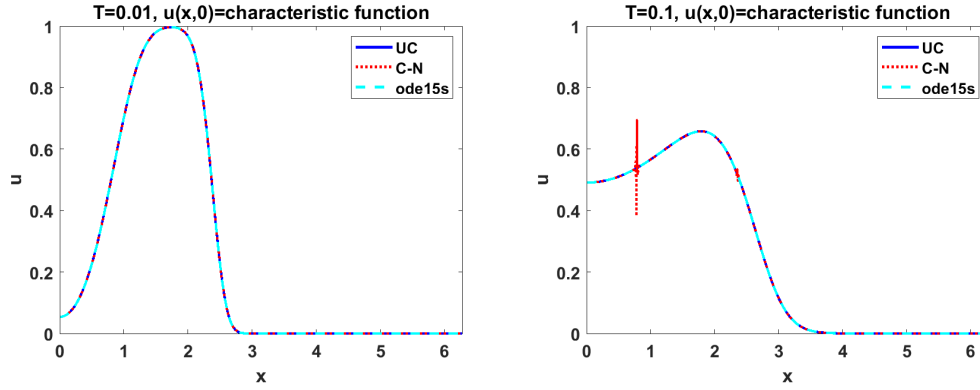 T=0.01, u(x,0)=characteristic function
UC
C-N
ode15s
u
1
0.8
0.6
0.4
0.2
0
0 1 2 3 4 5 6
x
T=0.1, u(x,0)=characteristic function
UC
C-N
ode15s
u
1
0.8
0.6
0.4
0.2
0
0 1 2 3 4 5 6
x